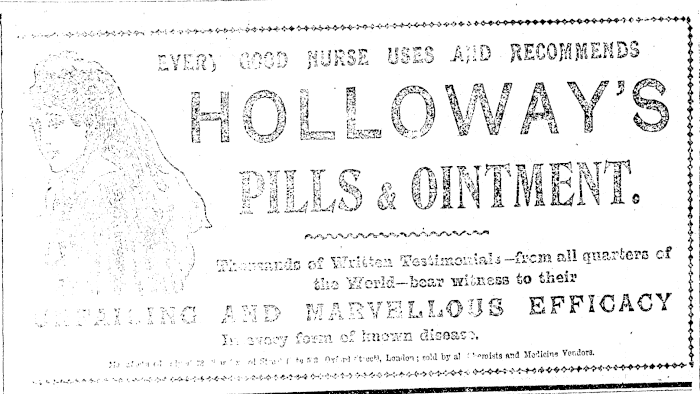 EVERY GOOD NURSE USES AND RECOMMENDS
HOLLOWAY'S
PILLS & OINTMENT.
Thousands of Written Testimonials—from all quarters of
the World—bear witness to their
UNFAILING AND MARVELLOUS EFFICACY
In every form of known disease.
Oxford Street, London; sold by all Chemists and Medicine Vendors.